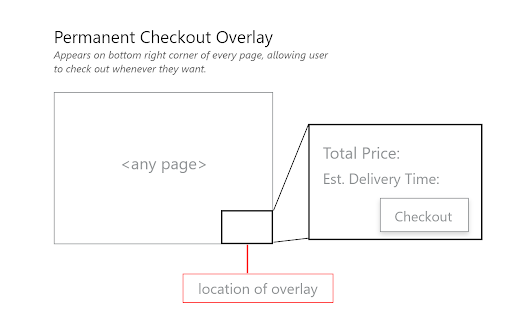 Permanent Checkout Overlay
Appears on bottom right corner of every page, allowing user
to check out whenever they want.
<any page>
Total Price:
Est. Delivery Time:
Checkout
location of overlay